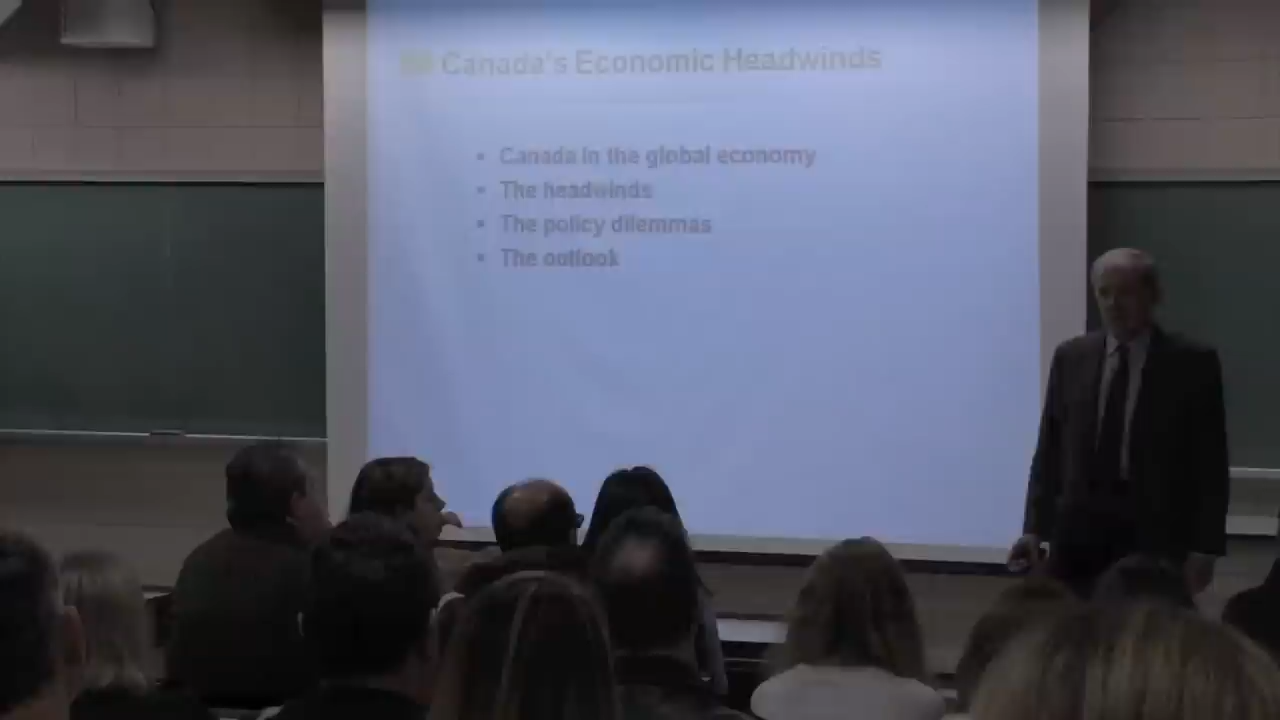 Canada's Economic Headwinds
• Canada in the global economy
• The headwinds
• The policy dilemmas
• The outlook